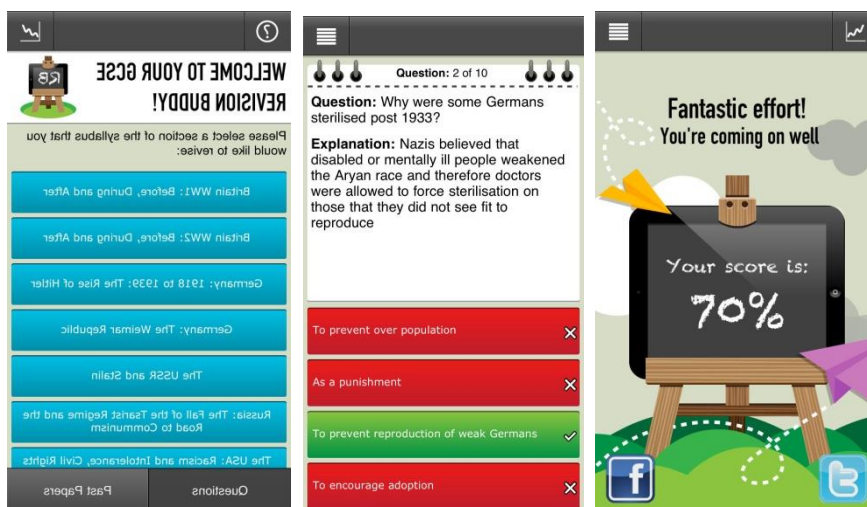 WELCOME TO YOUR GCSE
REVISION BUDDY!
RB
Please select a section of the syllabus that you
would like to revise:
Britain WW1: Before, During and After
Britain WW2: Before, During and After
Germany: 1918 to 1939: The Rise of Hitler
Germany: The Weimar Republic
The USSR and Stalin
Russia: The Fall of the Tsarist Regime and the
Road to Communism
The USA: Racism and Intolerance, Civil Rights
Questions
Past Papers
Question: 2 of 10
Question: Why were some Germans
sterilised post 1933?
Explanation: Nazis believed that
disabled or mentally ill people weakened
the Aryan race and therefore doctors
were allowed to force sterilisation on
those that they did not see fit to
reproduce
To prevent over population
As a punishment
To prevent reproduction of weak Germans
To encourage adoption
Fantastic effort!
You're coming on well
Your score is:
70%